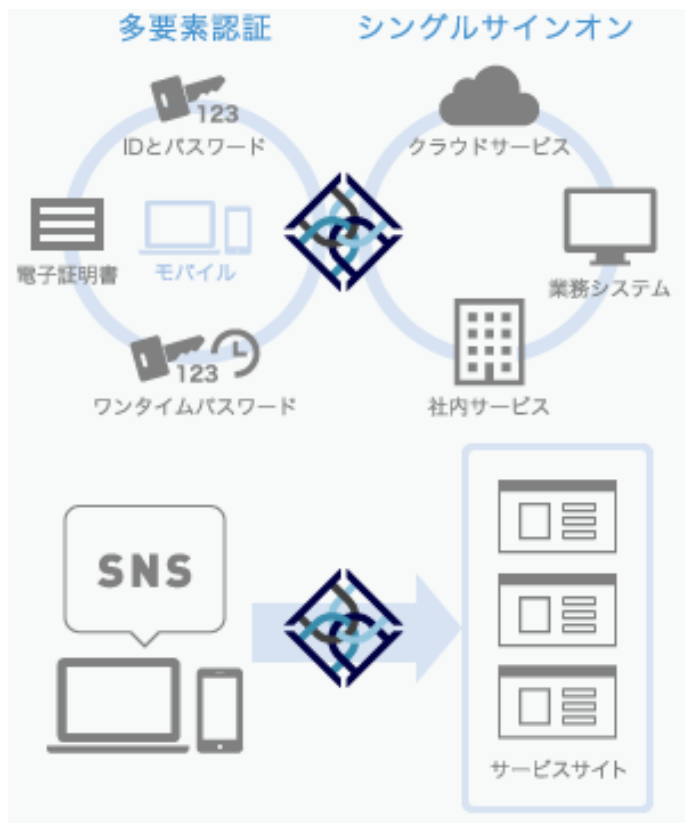 多要素認証
シングルサインオン
123
IDとパスワード
クラウドサービス
電子証明書
モバイル
業務システム
123
ワンタイムパスワード
社内サービス
SNS
サービスサイト